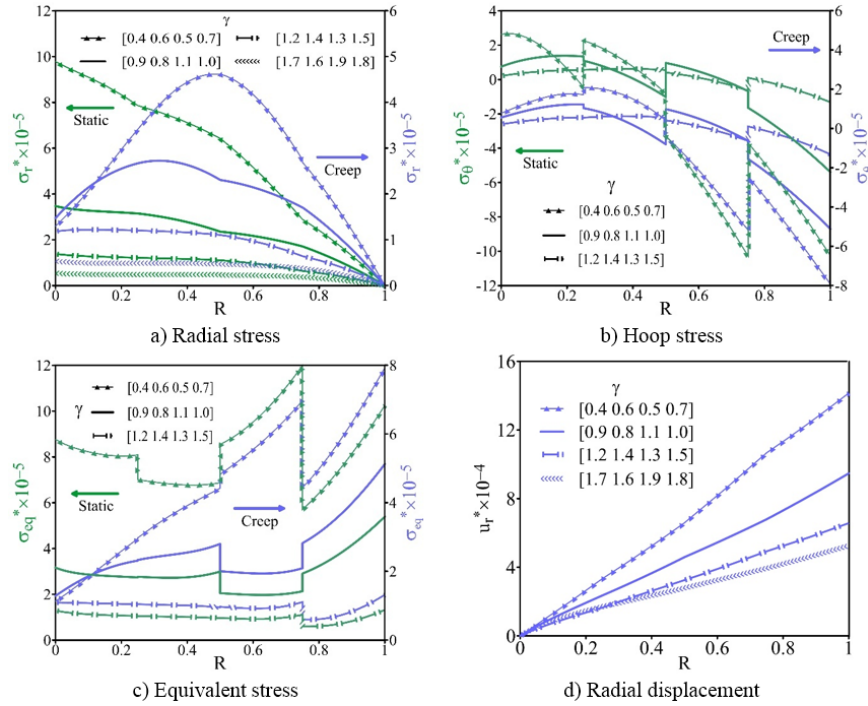 12
10
8
6
4
2
0
σr*×10-5
6
5
4
3
2
1
0
σr*×10-5
γ
[0.4 0.6 0.5 0.7] [1.2 1.4 1.3 1.5]
[0.9 0.8 1.1 1.0] [1.7 1.6 1.9 1.8]
Static
Creep
0 0.2 0.4 0.6 0.8 1
R
a) Radial stress
4
2
0
-2
-4
-6
-8
-10
-12
σθ*×10-5
6
4
2
0
-2
-4
-6
-8
σθ*×10-5
Creep
Static
γ
[0.4 0.6 0.5 0.7]
[0.9 0.8 1.1 1.0]
[1.2 1.4 1.3 1.5]
0 0.2 0.4 0.6 0.8 1
R
b) Hoop stress
12
10
8
6
4
2
0
σeq*×10-5
8
6
4
2
0
σeq*×10-5
[0.4 0.6 0.5 0.7]
γ [0.9 0.8 1.1 1.0]
[1.2 1.4 1.3 1.5]
Static
Creep
0 0.2 0.4 0.6 0.8 1
R
c) Equivalent stress
16
12
8
4
0
ur*×10-4
γ
[0.4 0.6 0.5 0.7]
[0.9 0.8 1.1 1.0]
[1.2 1.4 1.3 1.5]
[1.7 1.6 1.9 1.8]
0 0.2 0.4 0.6 0.8 1
R
d) Radial displacement